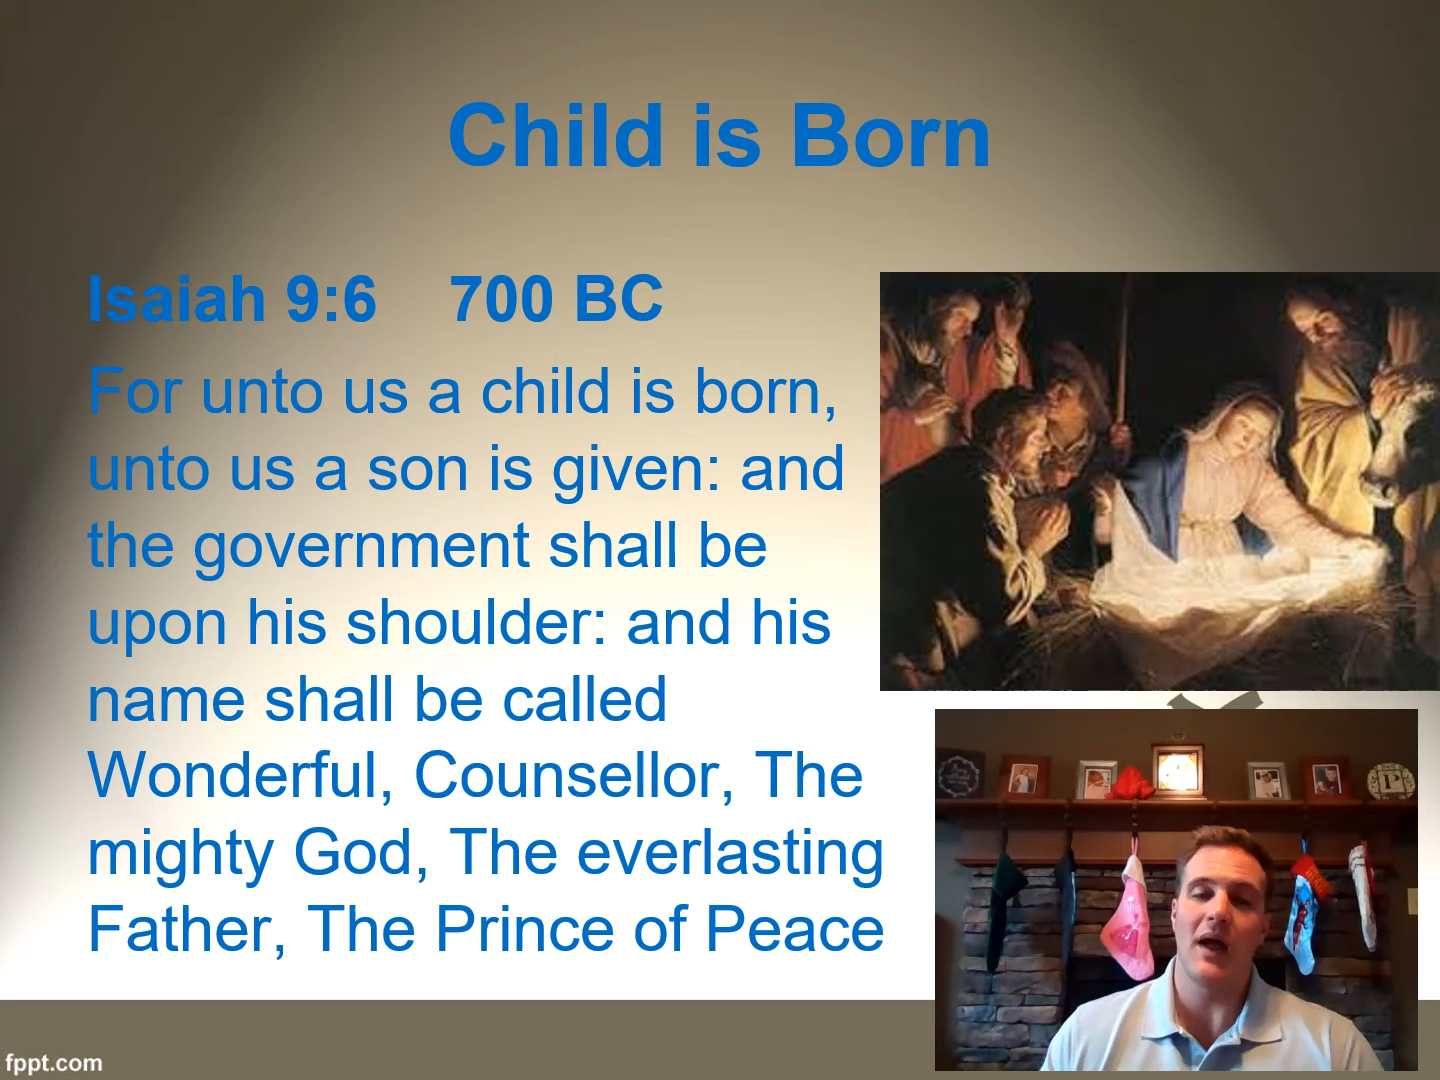 Child is Born
Isaiah 9:6 700 BC
For unto us a child is born,
unto us a son is given: and
the government shall be
upon his shoulder: and his
name shall be called
Wonderful, Counsellor, The
mighty God, The everlasting
Father, The Prince of Peace
P
fppt.com